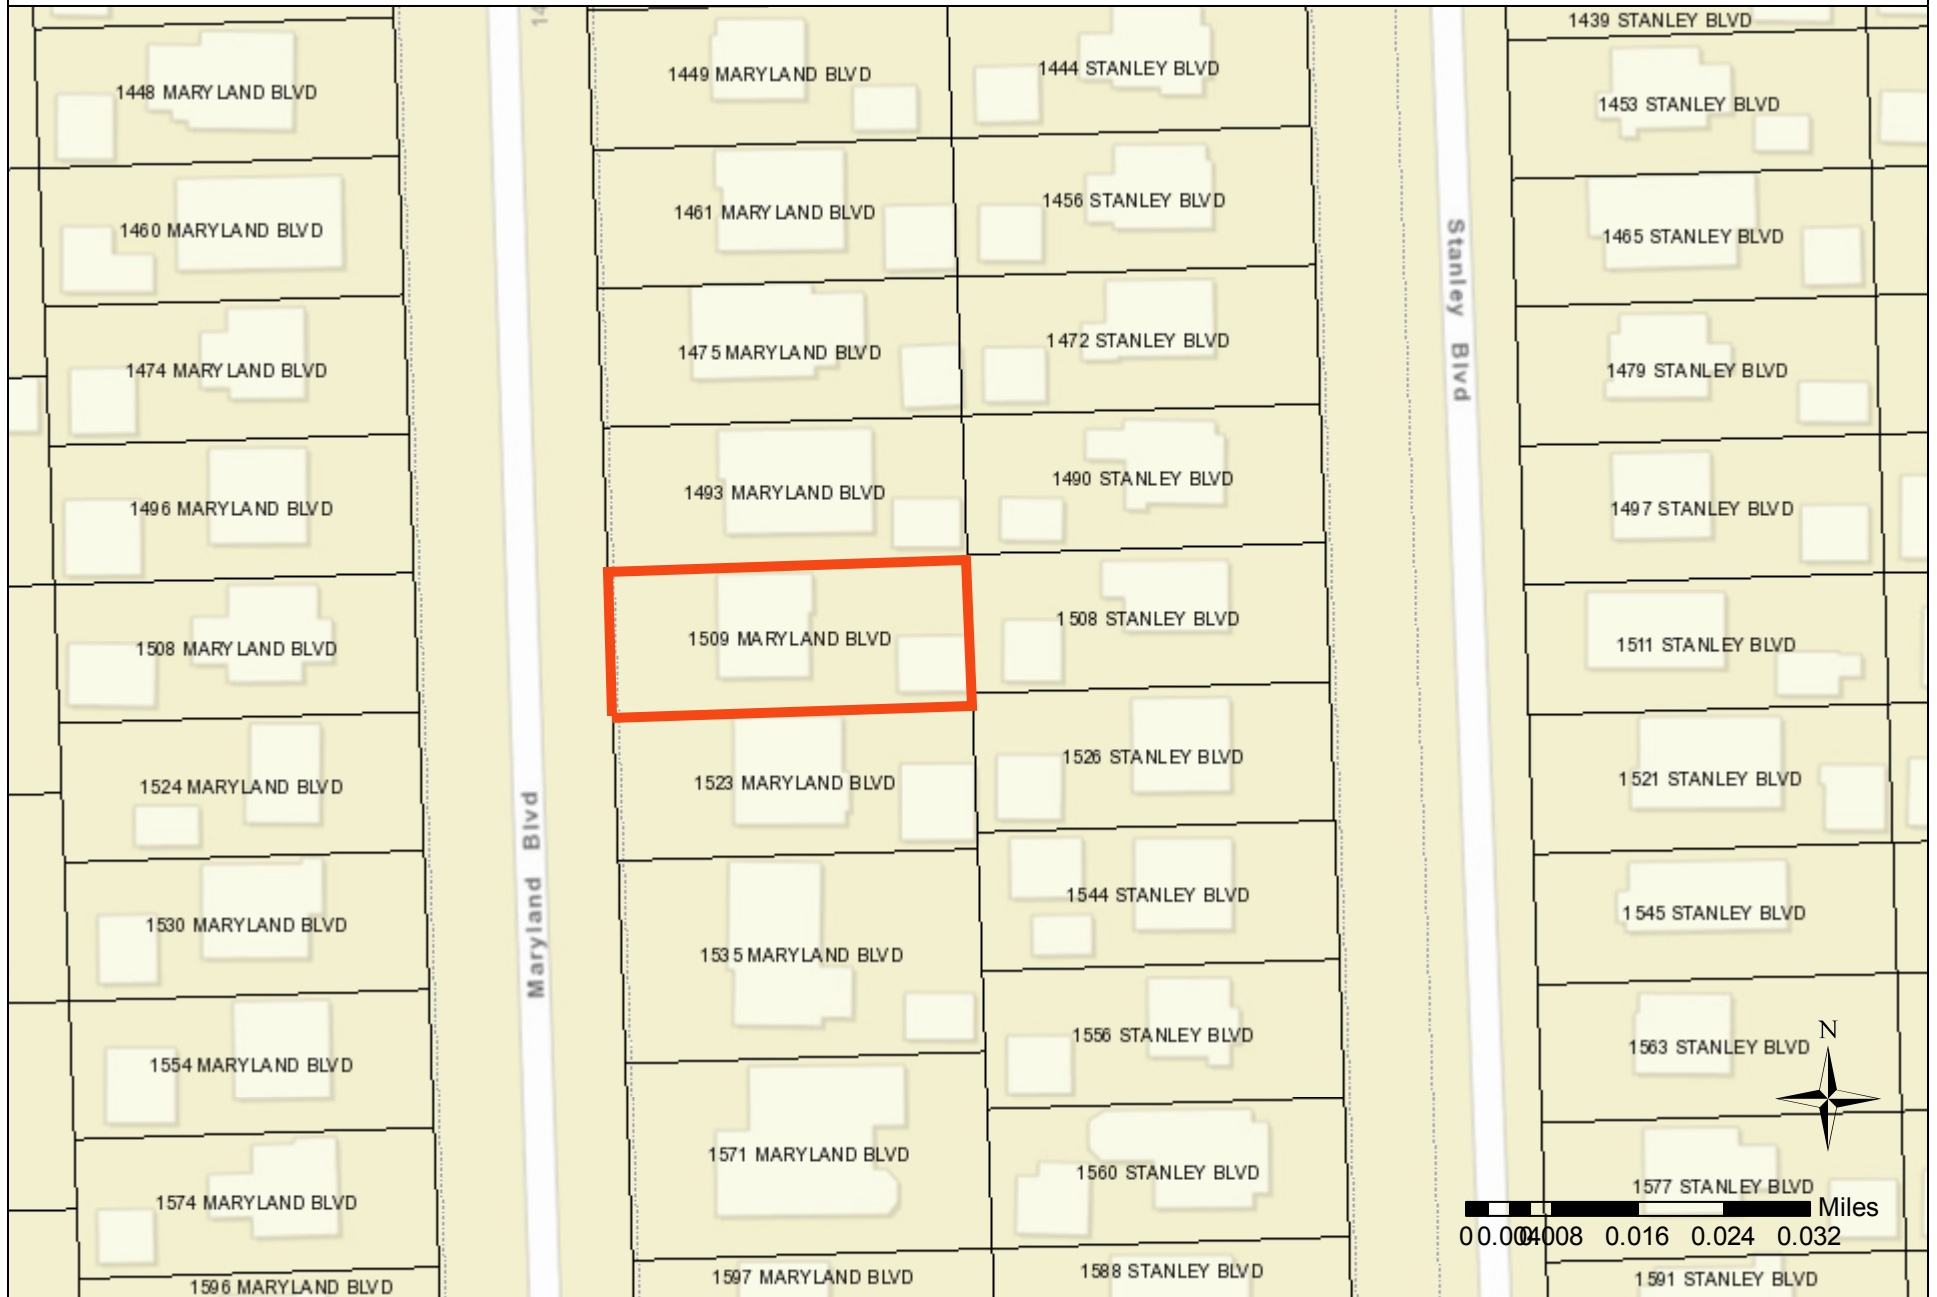 1439 STANLEY BLVD
1449 MARYLAND BLVD
1444 STANLEY BLVD
1448 MARYLAND BLVD
1453 STANLEY BLVD
1461 MARYLAND BLVD
1456 STANLEY BLVD
1460 MARYLAND BLVD
1465 STANLEY BLVD
Stanley Blvd
1475 MARYLAND BLVD
1472 STANLEY BLVD
1474 MARYLAND BLVD
1479 STANLEY BLVD
1493 MARYLAND BLVD
1490 STANLEY BLVD
1496 MARYLAND BLVD
1497 STANLEY BLVD
1509 MARYLAND BLVD
1508 STANLEY BLVD
1508 MARYLAND BLVD
1511 STANLEY BLVD
1523 MARYLAND BLVD
1526 STANLEY BLVD
1524 MARYLAND BLVD
1521 STANLEY BLVD
Maryland Blvd
1544 STANLEY BLVD
1530 MARYLAND BLVD
1545 STANLEY BLVD
1535 MARYLAND BLVD
1556 STANLEY BLVD
1554 MARYLAND BLVD
1563 STANLEY BLVD
N
1571 MARYLAND BLVD
1560 STANLEY BLVD
1574 MARYLAND BLVD
1577 STANLEY BLVD
Miles
0 0.004 0.008 0.016 0.024 0.032
1596 MARYLAND BLVD
1597 MARYLAND BLVD
1588 STANLEY BLVD
1591 STANLEY BLVD